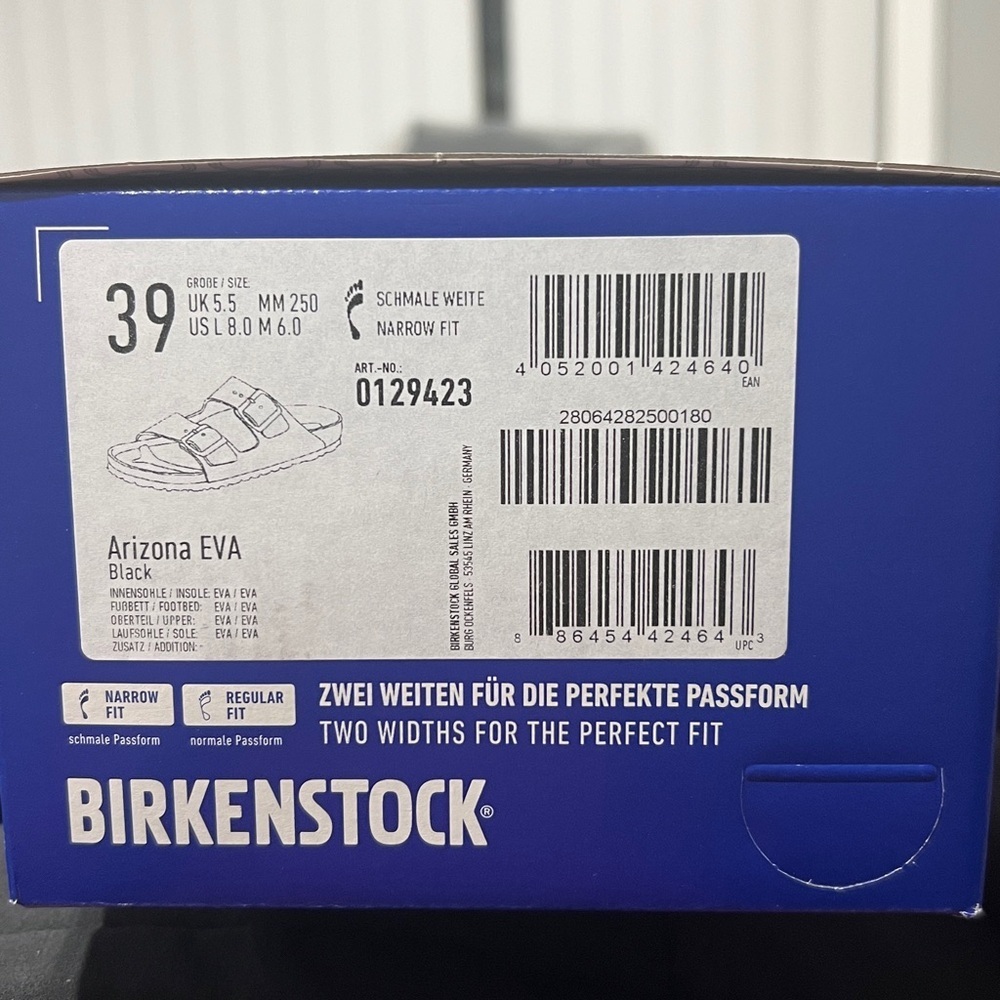 39
GRÖßE / SIZE:
UK 5.5 MM 250
US L 8.0 M 6.0
SCHMALE WEITE
NARROW FIT
ART.-NO.:
0129423
4 052001 424640
EAN
28064282500180
Arizona EVA
Black
INNENSOHLE / INSOLE: EVA / EVA
FUßBETT / FOOTBED: EVA / EVA
OBERTEIL / UPPER: EVA / EVA
LAUFSOHLE / SOLE: EVA / EVA
ZUSATZ / ADDITION: -
BIRKENSTOCK GLOBAL SALES GMBH
BURG OCKENFELS · 53545 LINZ AM RHEIN · GERMANY
8 86454 42464 3
UPC
NARROW
FIT
schmale Passform
REGULAR
FIT
normale Passform
ZWEI WEITEN FÜR DIE PERFEKTE PASSFORM
TWO WIDTHS FOR THE PERFECT FIT
BIRKENSTOCK®